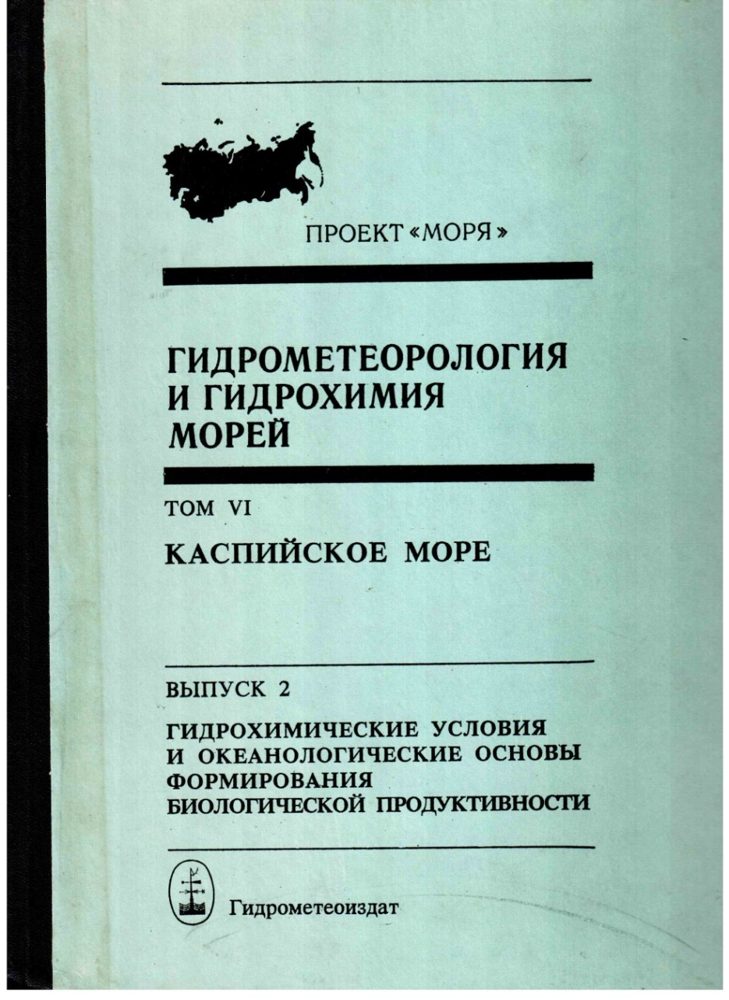 ПРОЕКТ «МОРЯ»
ГИДРОМЕТЕОРОЛОГИЯ
И ГИДРОХИМИЯ
МОРЕЙ
ТОМ VI
КАСПИЙСКОЕ МОРЕ
ВЫПУСК 2
ГИДРОХИМИЧЕСКИЕ УСЛОВИЯ
И ОКЕАНОЛОГИЧЕСКИЕ ОСНОВЫ
ФОРМИРОВАНИЯ
БИОЛОГИЧЕСКОЙ ПРОДУКТИВНОСТИ
Гидрометеоиздат